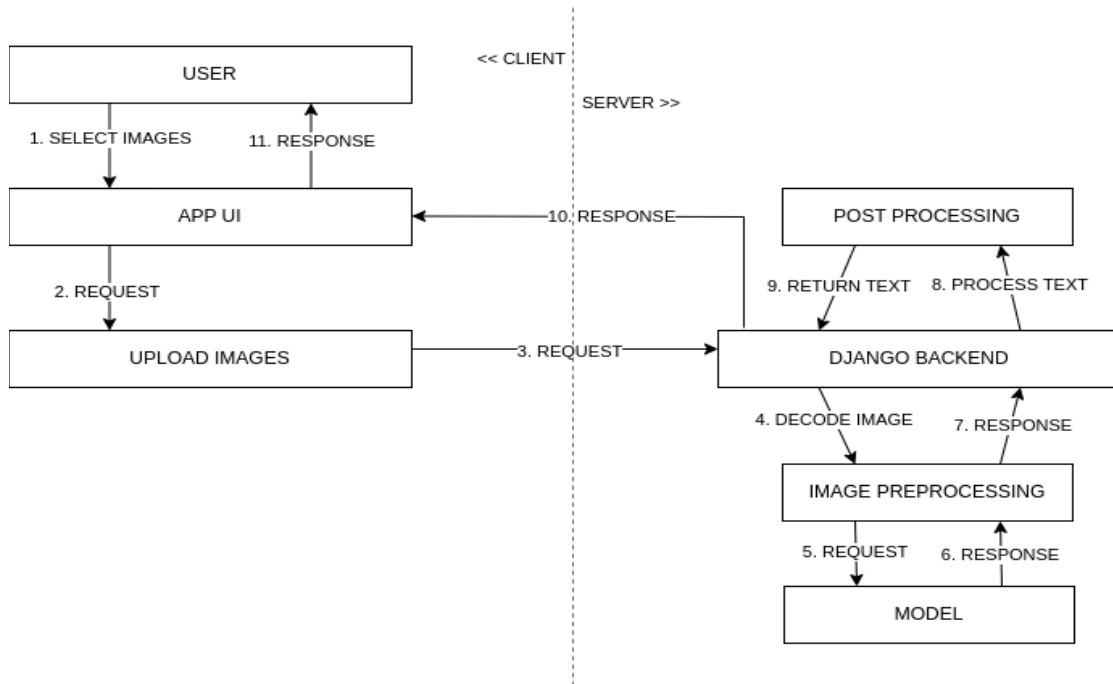 << CLIENT
USER
SERVER >>
1. SELECT IMAGES
11. RESPONSE
APP UI
10. RESPONSE
POST PROCESSING
2. REQUEST
9. RETURN TEXT
8. PROCESS TEXT
UPLOAD IMAGES
3. REQUEST
DJANGO BACKEND
4. DECODE IMAGE
7. RESPONSE
IMAGE PREPROCESSING
5. REQUEST
6. RESPONSE
MODEL